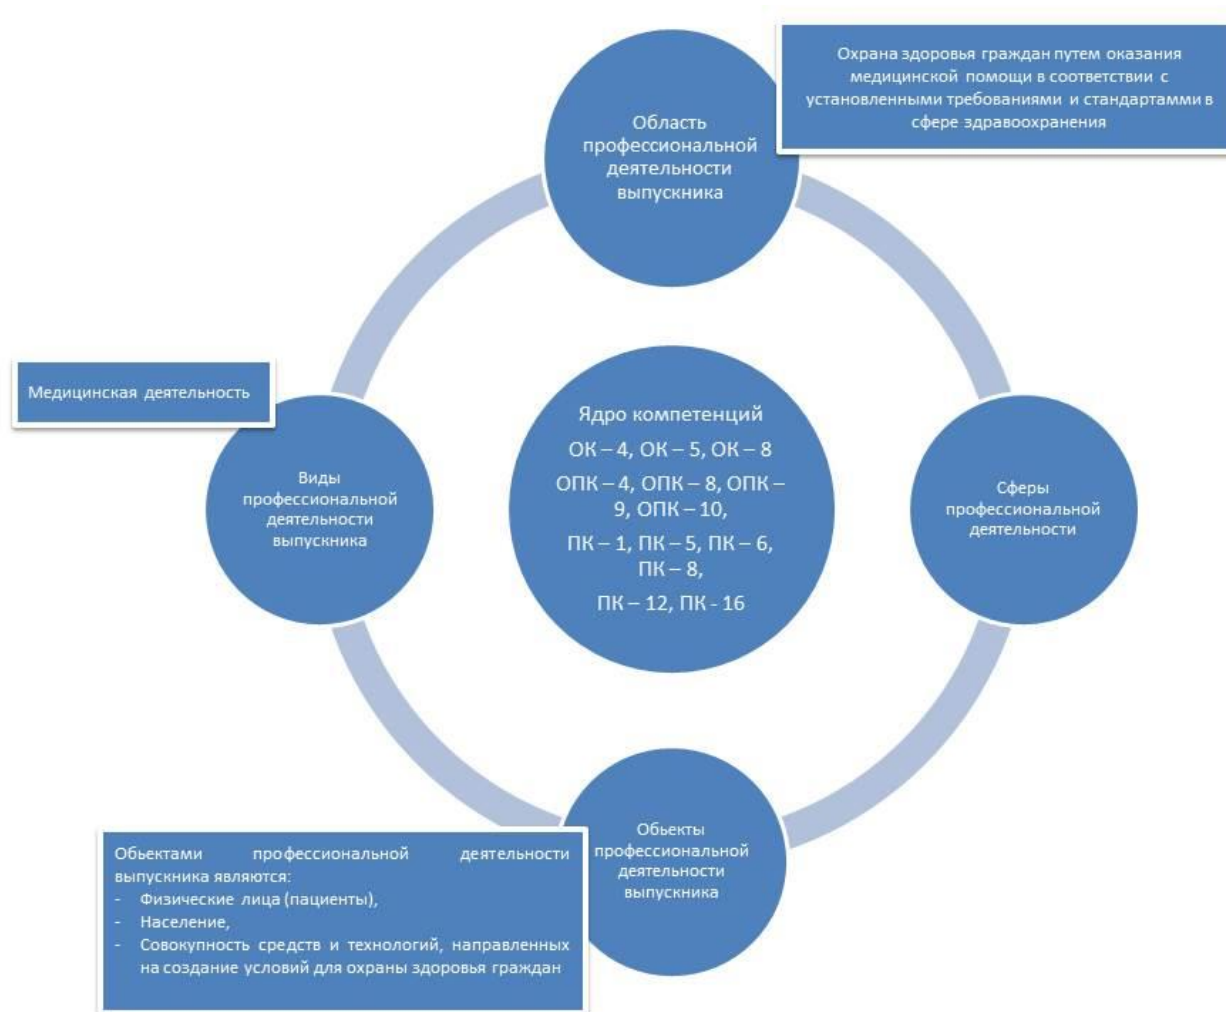 Охрана здоровья граждан путем оказания
медицинской помощи в соответствии с
установленными требованиями и стандартамми в
сфере здравоохранения
Область
профессиональной
деятельности
выпускника
Медицинская деятельность
Виды
профессиональной
деятельности
выпускника
Ядро компетенций
ОК – 4, ОК – 5, ОК – 8
ОПК – 4, ОПК – 8, ОПК –
9, ОПК – 10,
ПК – 1, ПК – 5, ПК – 6,
ПК – 8,
ПК – 12, ПК - 16
Сферы
профессиональной
деятельности
Обьекты
профессиональной
деятельности
выпускника
Обьектами профессиональной деятельности
выпускника являются:
- Физические лица (пациенты),
- Население,
- Совокупность средств и технологий, направленных
на создание условий для охраны здоровья граждан